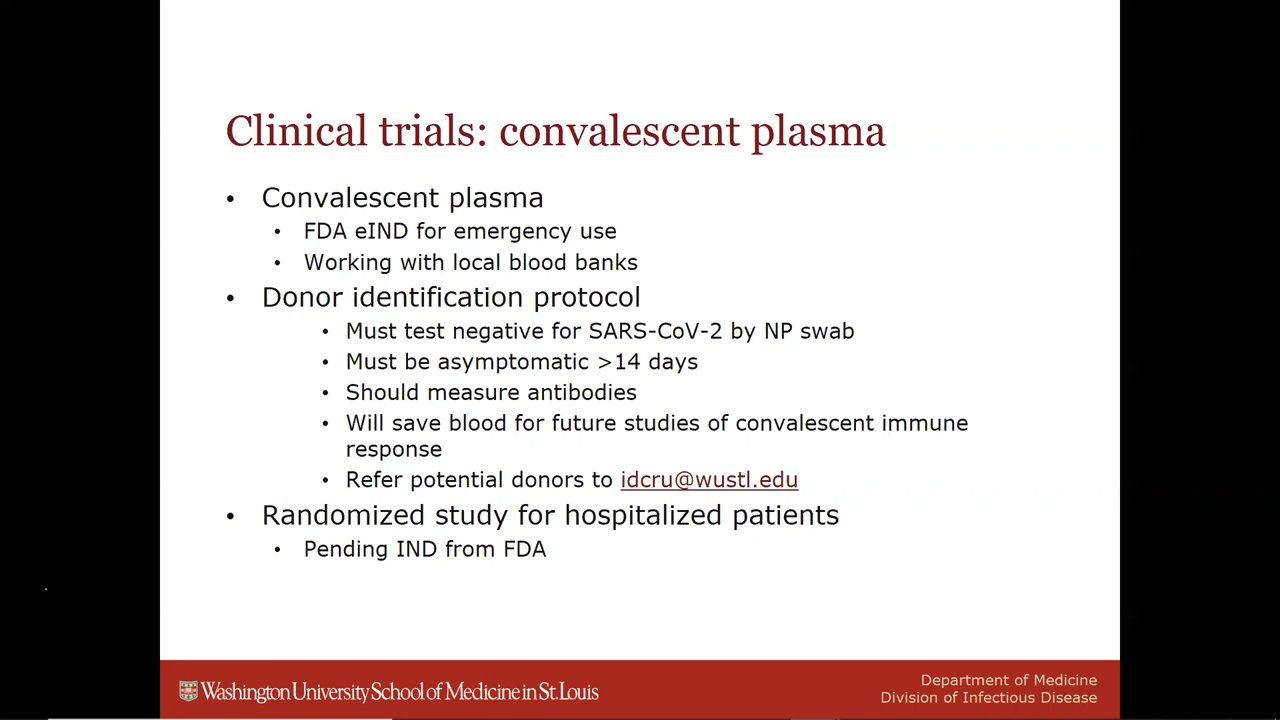 Clinical trials: convalescent plasma
• Convalescent plasma
• FDA eIND for emergency use
• Working with local blood banks
• Donor identification protocol
• Must test negative for SARS-CoV-2 by NP swab
• Must be asymptomatic >14 days
• Should measure antibodies
• Will save blood for future studies of convalescent immune
response
• Refer potential donors to idcru@wustl.edu
• Randomized study for hospitalized patients
• Pending IND from FDA
Washington University School of Medicine in St. Louis
Department of Medicine
Division of Infectious Disease